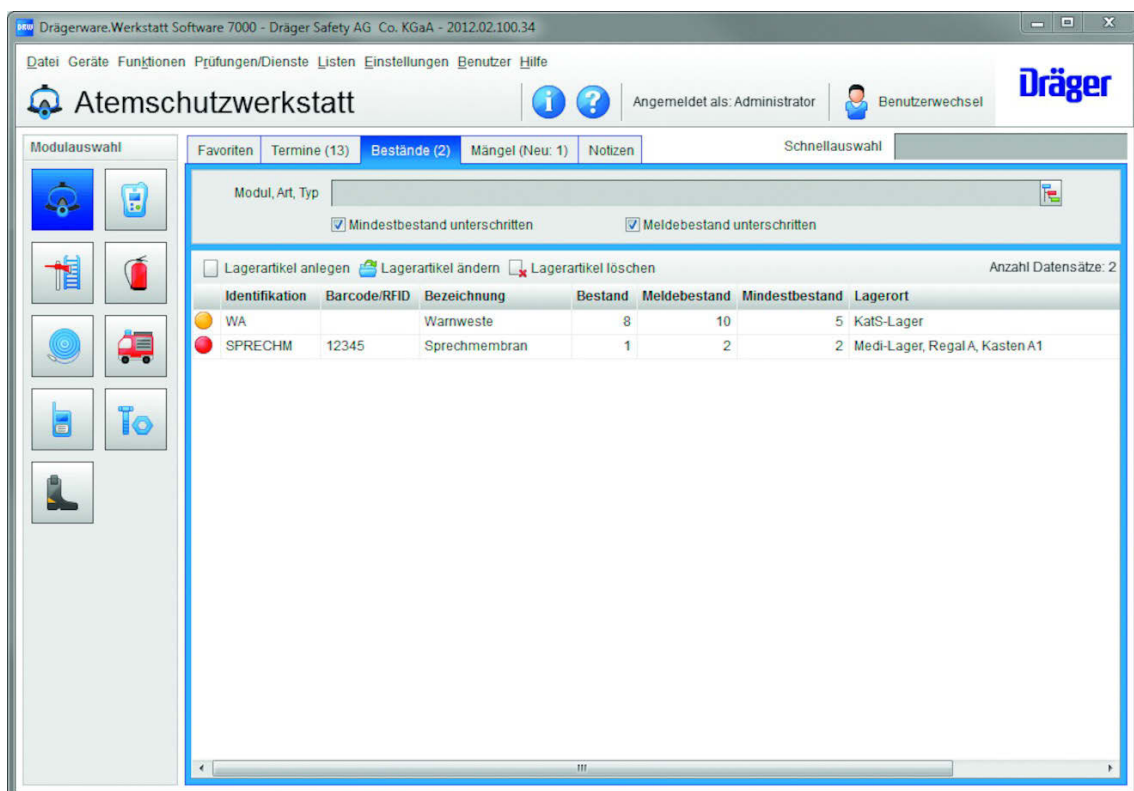 DRW Drägerware.Werkstatt Software 7000 - Dräger Safety AG Co. KGaA - 2012.02.100.34
Datei Geräte Funktionen Prüfungen/Dienste Listen Einstellungen Benutzer Hilfe
Atemschutzwerkstatt
Angemeldet als: Administrator
Benutzerwechsel
Dräger
Modulauswahl
Favoriten Termine (13) Bestände (2) Mängel (Neu: 1) Notizen
Schnellauswahl
Modul, Art, Typ
Mindestbestand unterschritten Meldebestand unterschritten
Lagerartikel anlegen Lagerartikel ändern Lagerartikel löschen Anzahl Datensätze: 2
Identifikation Barcode/RFID Bezeichnung Bestand Meldebestand Mindestbestand Lagerort
WA Warnweste 8 10 5 KatS-Lager
SPRECHM 12345 Sprechmembran 1 2 2 Medi-Lager, Regal A, Kasten A1